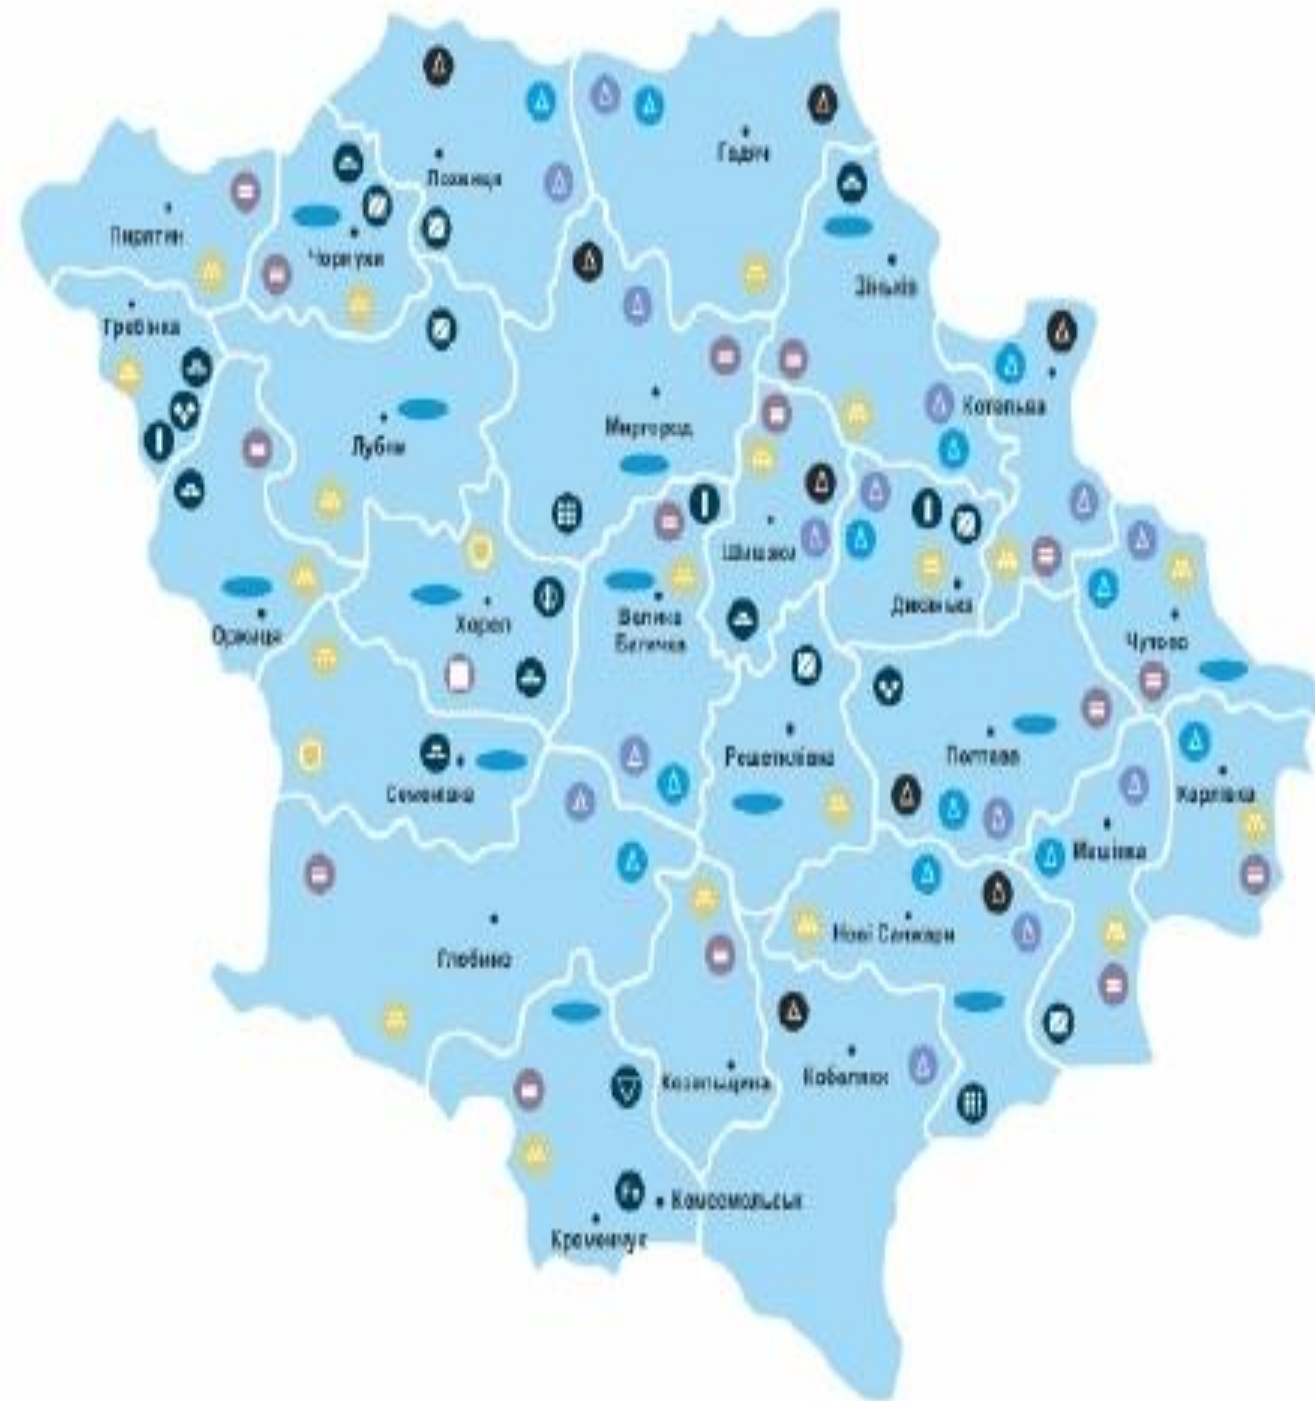 Гадяч
Лохвиця
Пирятин
Чорнухи
Зіньків
Гребінка
Котельва
Миргород
Лубни
Шишаки
Диканька
Хорол
Велика
Багачка
Оржиця
Чутово
Решетилівка
Полтава
Семенівка
Карлівка
Машівка
Нові Санжари
Глобино
Козельщина
Кобеляки
Комсомольськ
Кременчук